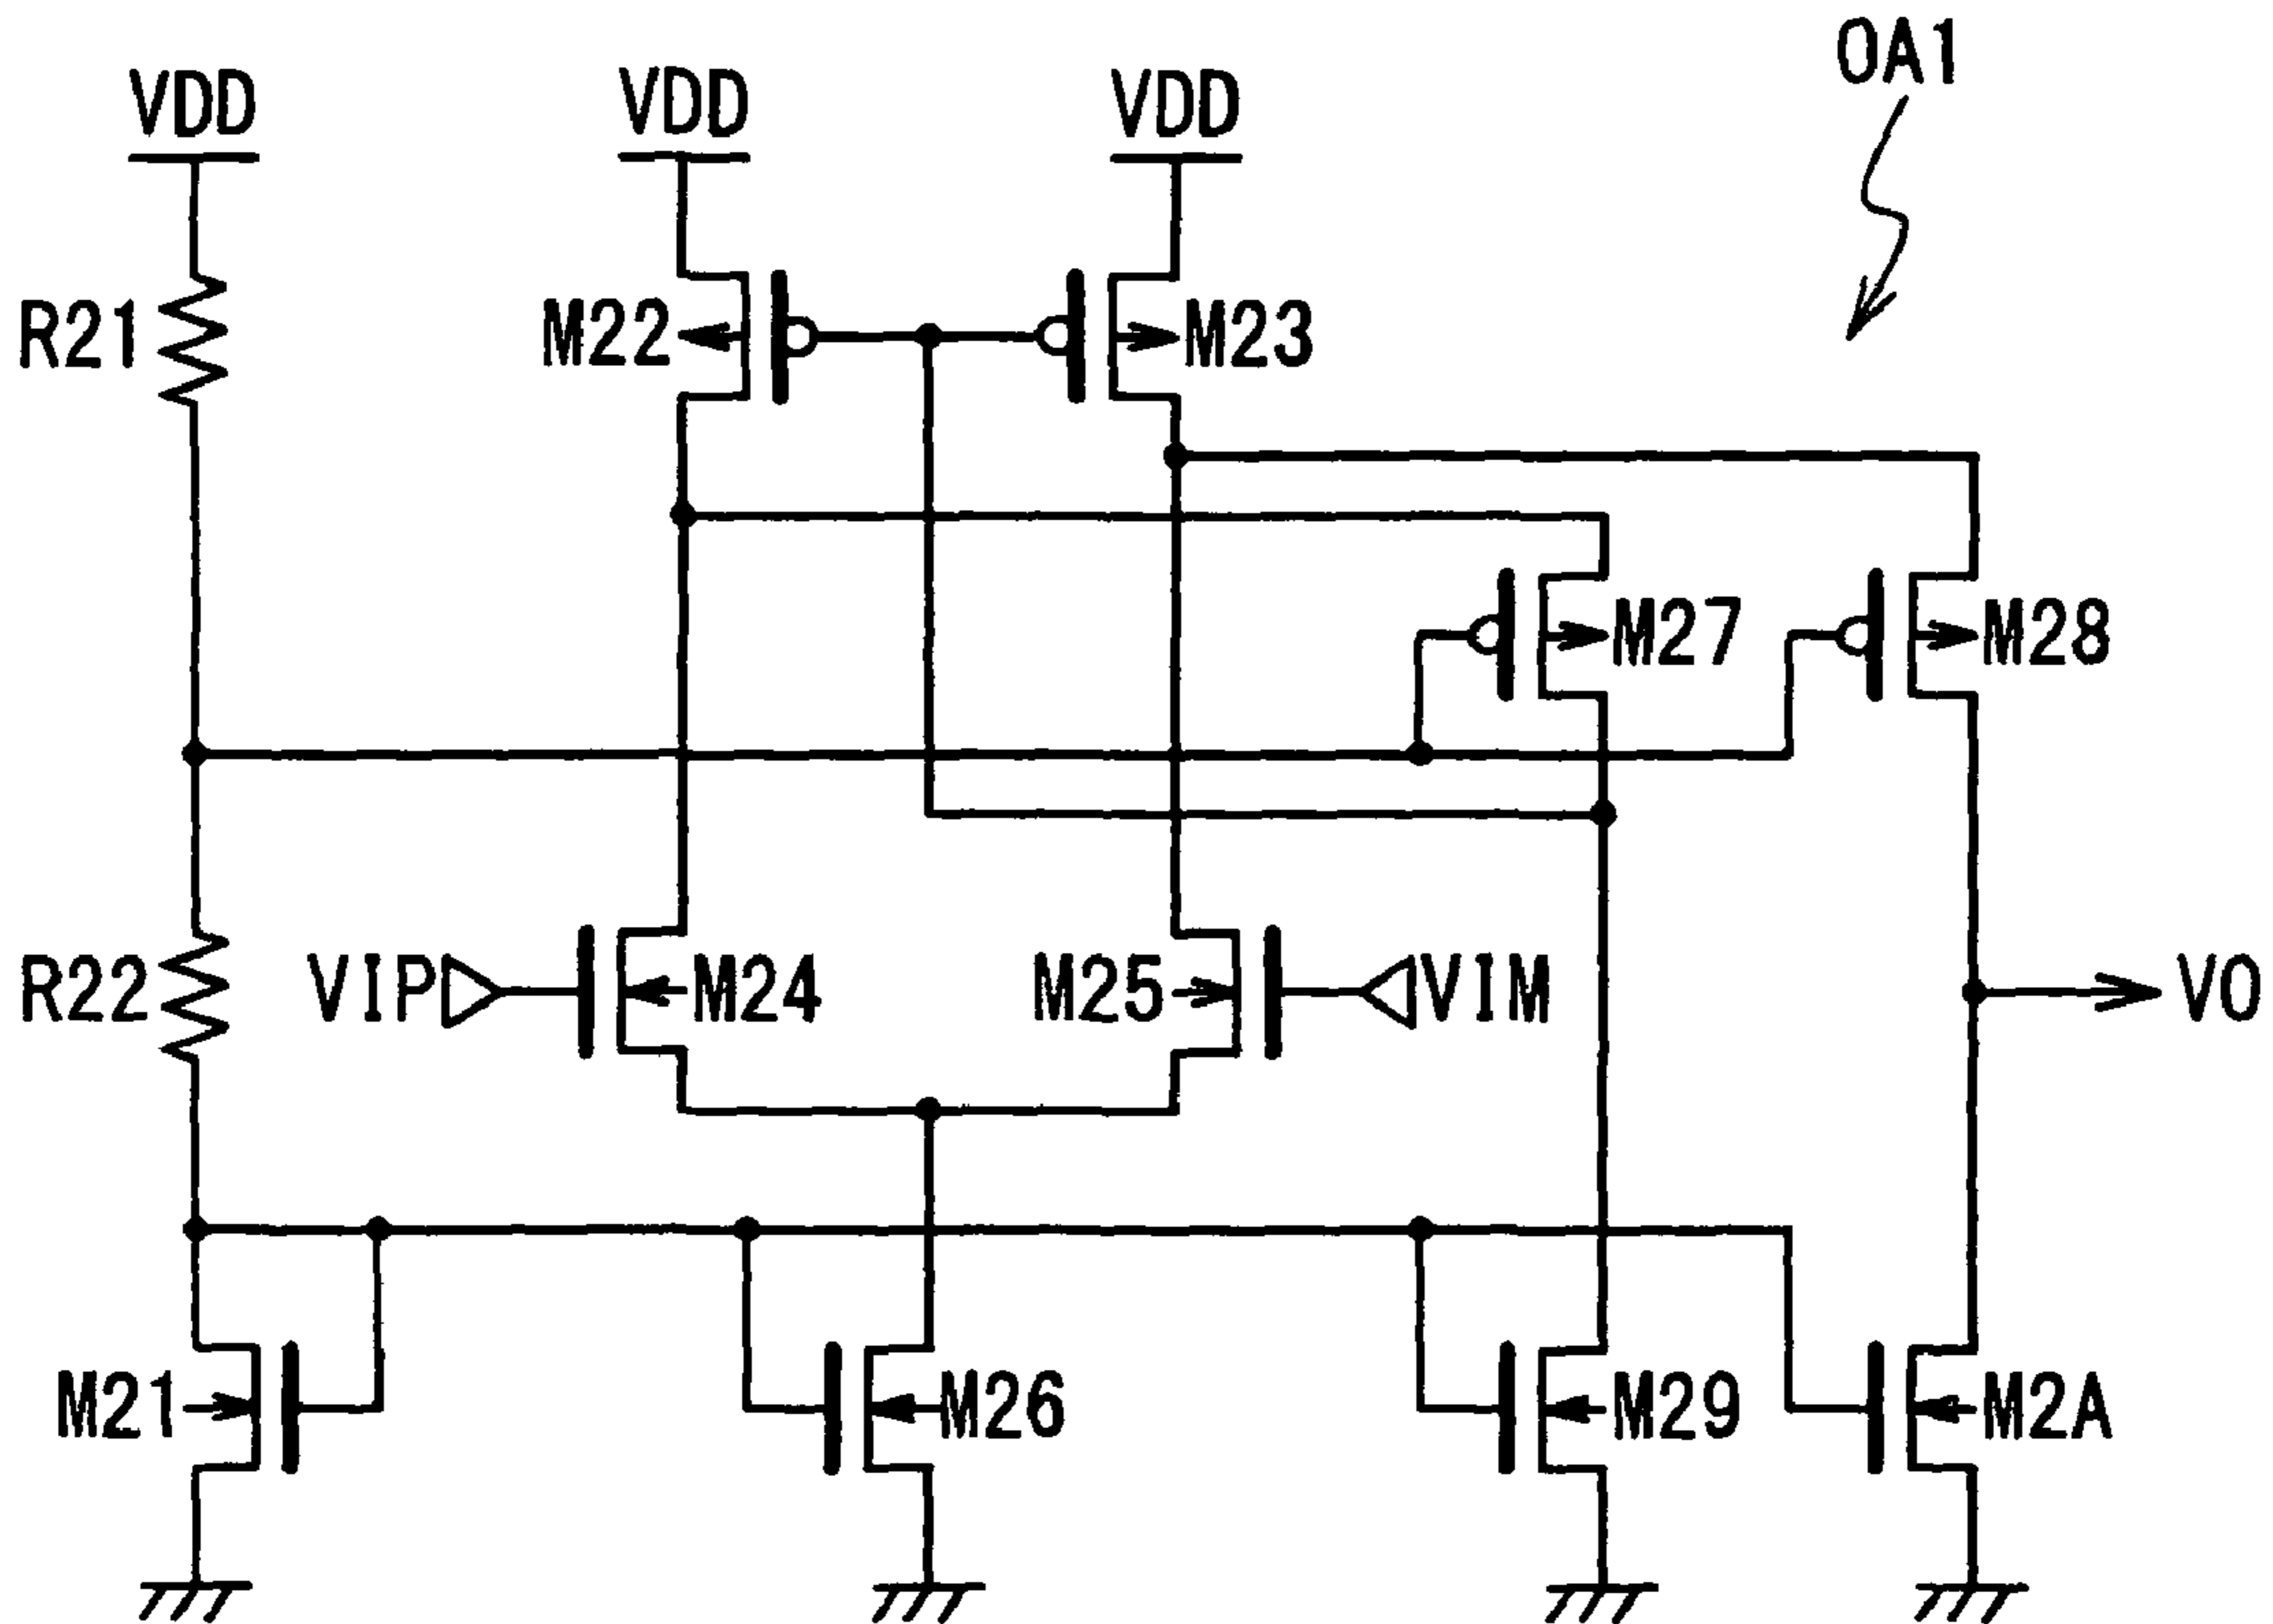 OA1
VDD VDD VDD
R21 M22 M23
M27 M28
R22 VIP M24 M25 VIM VO
M21 M26 M29 M2A